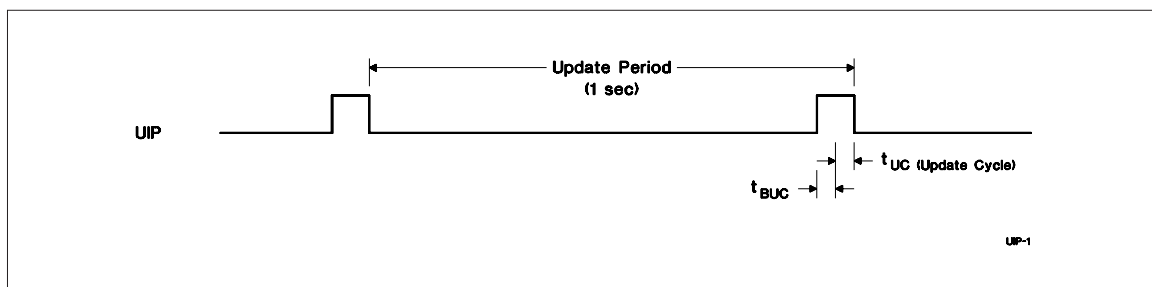 Update Period
(1 sec)
UIP
t UC (Update Cycle)
t BUC
UIP-1